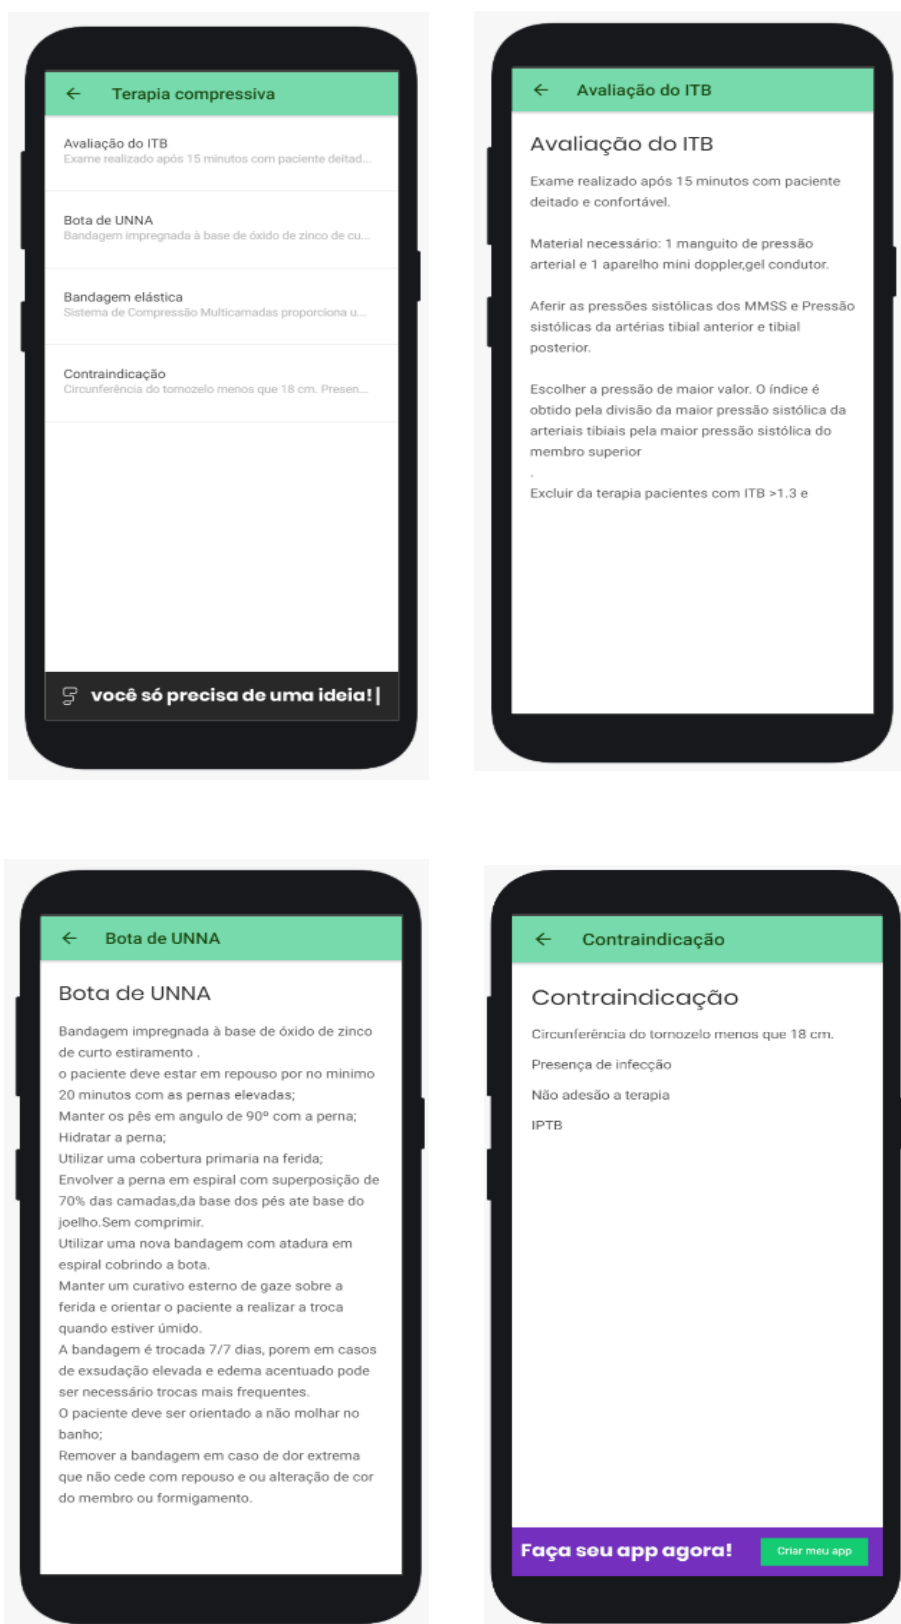 Terapia compressiva
Avaliação do ITB
Exame realizado após 15 minutos com paciente deitad...
Bota de UNNA
Bandagem impregnada à base de óxido de zinco de cu...
Bandagem elástica
Sistema de Compressão Multicamadas proporciona u...
Contraindicação
Circunferência do tornozelo menos que 18 cm. Presen...
você só precisa de uma ideia!|
Avaliação do ITB
Avaliação do ITB
Exame realizado após 15 minutos com paciente
deitado e confortável.
Material necessário: 1 manguito de pressão
arterial e 1 aparelho mini doppler,gel condutor.
Aferir as pressões sistólicas dos MMSS e Pressão
sistólicas da artérias tibial anterior e tibial
posterior.
Escolher a pressão de maior valor. O índice é
obtido pela divisão da maior pressão sistólica da
arteriais tibiais pela maior pressão sistólica do
membro superior
.
Excluir da terapia pacientes com ITB >1.3 e
Bota de UNNA
Bota de UNNA
Bandagem impregnada à base de óxido de zinco
de curto estiramento .
o paciente deve estar em repouso por no minimo
20 minutos com as pernas elevadas;
Manter os pés em angulo de 90º com a perna;
Hidratar a perna;
Utilizar uma cobertura primaria na ferida;
Envolver a perna em espiral com superposição de
70% das camadas,da base dos pés ate base do
joelho.Sem comprimir.
Utilizar uma nova bandagem com atadura em
espiral cobrindo a bota.
Manter um curativo esterno de gaze sobre a
ferida e orientar o paciente a realizar a troca
quando estiver úmido.
A bandagem é trocada 7/7 dias, porem em casos
de exsudação elevada e edema acentuado pode
ser necessário trocas mais frequentes.
O paciente deve ser orientado a não molhar no
banho;
Remover a bandagem em caso de dor extrema
que não cede com repouso e ou alteração de cor
do membro ou formigamento.
Contraindicação
Contraindicação
Circunferência do tornozelo menos que 18 cm.
Presença de infecção
Não adesão a terapia
IPTB
Faça seu app agora!
Criar meu app